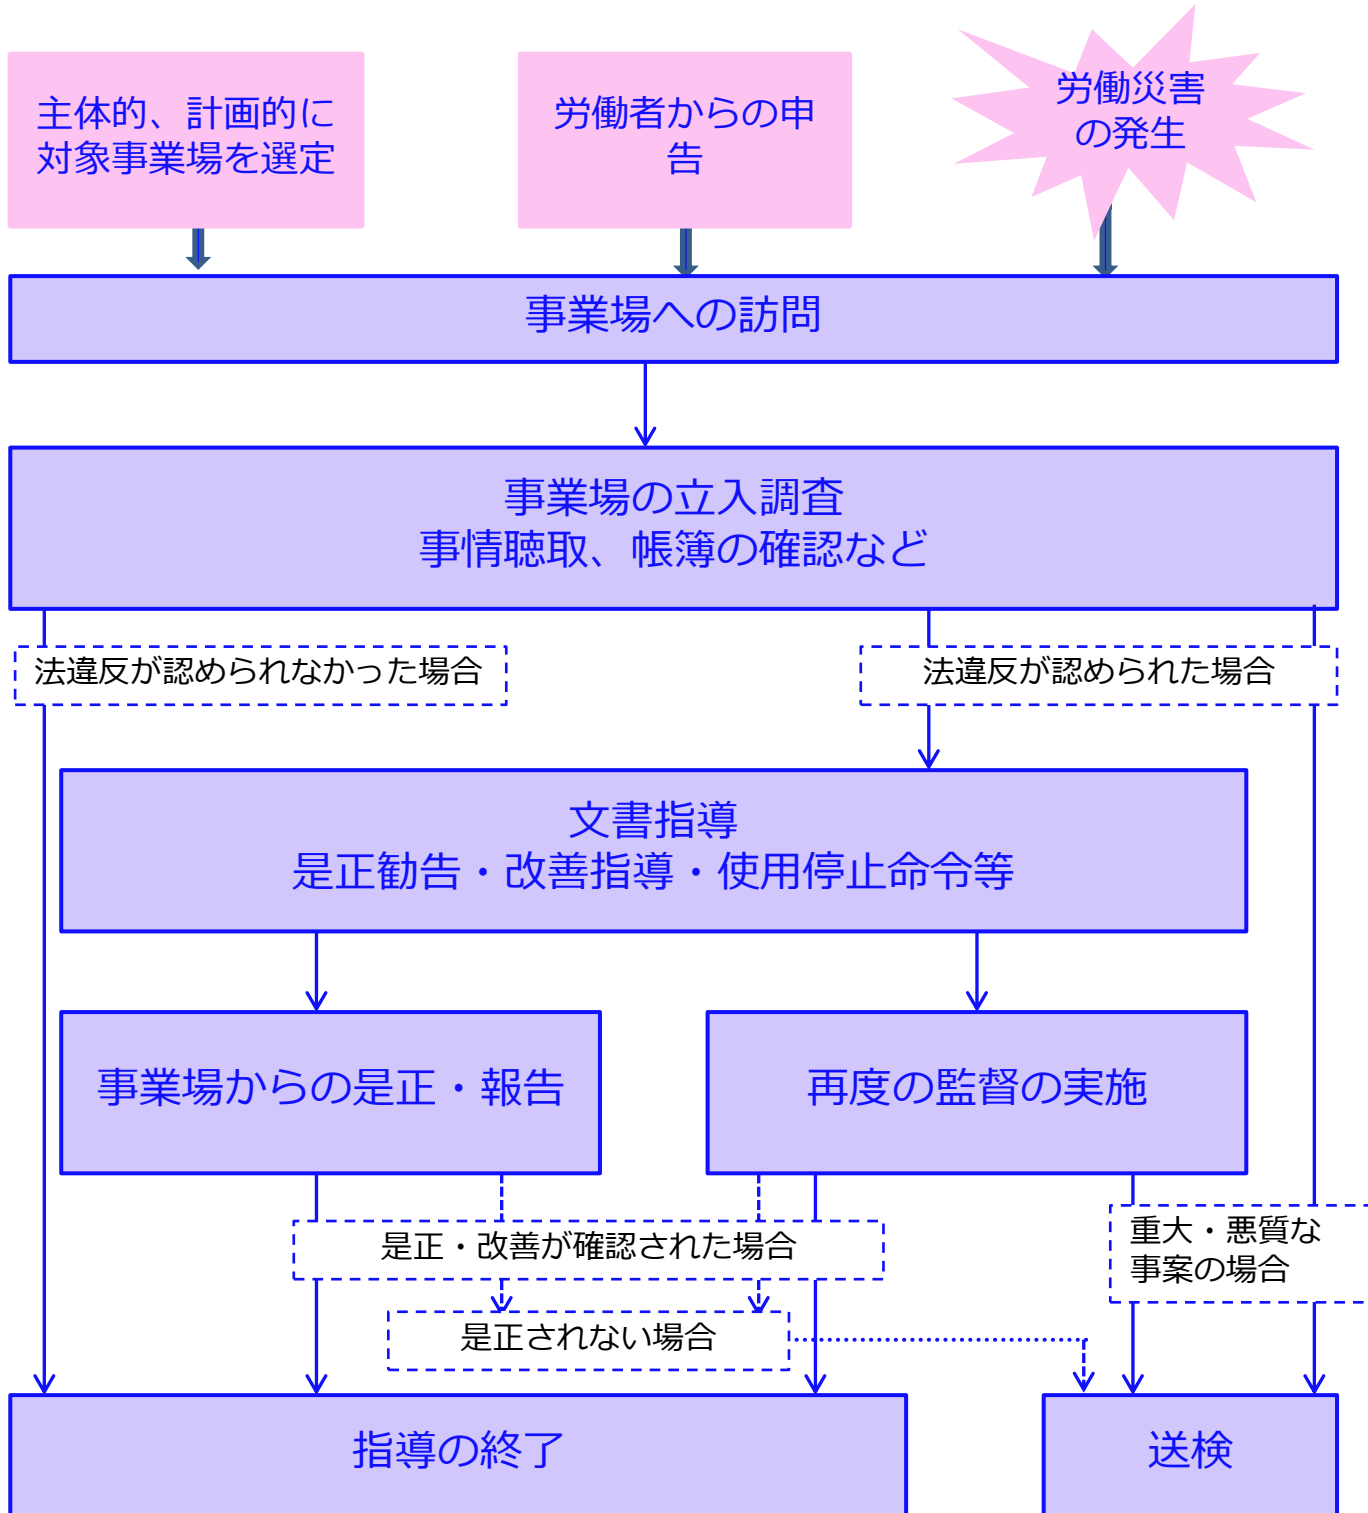 主体的、計画的に
対象事業場を選定
労働者からの申
告
労働災害
の発生
事業場への訪問
事業場の立入調査
事情聴取、帳簿の確認など
法違反が認められなかった場合
法違反が認められた場合
文書指導
是正勧告・改善指導・使用停止命令等
事業場からの是正・報告
再度の監督の実施
是正・改善が確認された場合
重大・悪質な
事案の場合
是正されない場合
指導の終了
送検